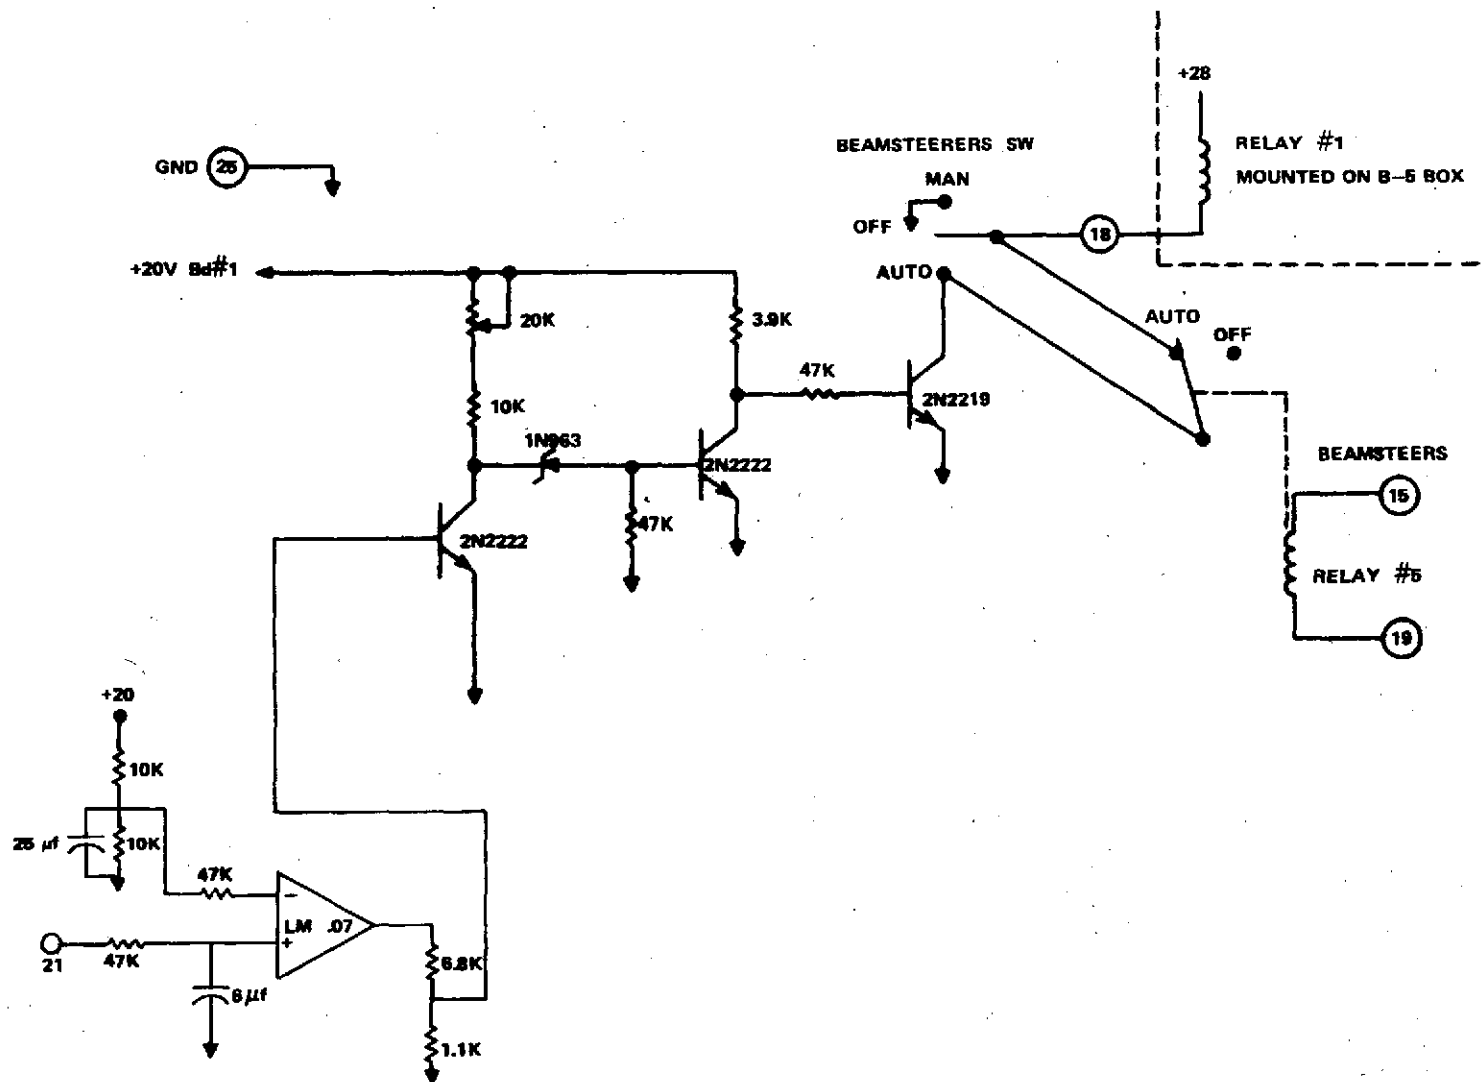 +28
BEAMSTEERERS SW
RELAY #1
MOUNTED ON B-5 BOX
GND 25
MAN
OFF
18
+20V Bd#1
AUTO
20K
3.9K
AUTO
OFF
47K
10K
2N2219
1N963
2N2222
BEAMSTEERS
15
47K
2N2222
RELAY #5
19
+20
10K
25 µf
10K
47K
LM .07
-
+
21
47K
6.8K
6 µf
1.1K